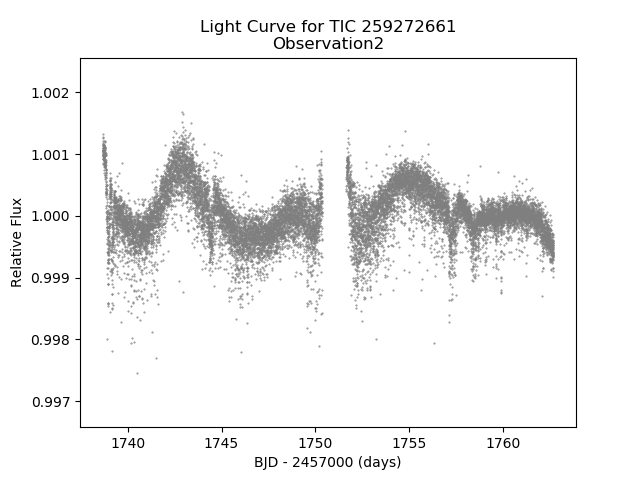 Light Curve for TIC 259272661
Observation2
1.002
1.001
1.000
0.999
0.998
0.997
Relative Flux
1740
1745
1750
1755
1760
BJD - 2457000 (days)